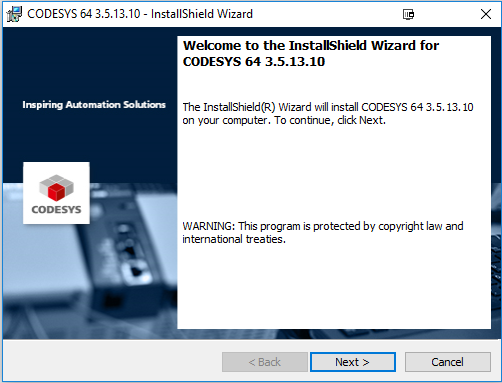 CODESYS 64 3.5.13.10 - InstallShield Wizard
Welcome to the InstallShield Wizard for
CODESYS 64 3.5.13.10
Inspiring Automation Solutions
The InstallShield(R) Wizard will install CODESYS 64 3.5.13.10
on your computer. To continue, click Next.
CODESYS
WARNING: This program is protected by copyright law and
international treaties.
< Back
Next >
Cancel